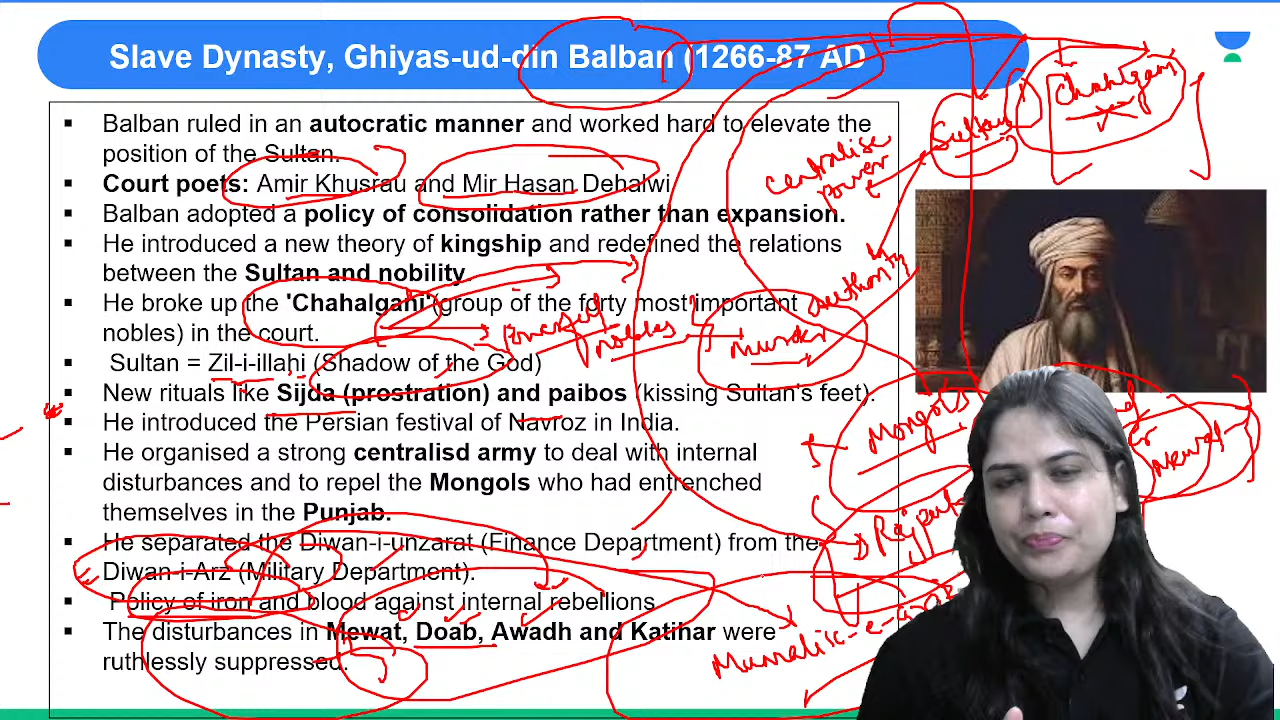 Slave Dynasty, Ghiyas-ud-din Balban (1266-87 AD
Balban ruled in an autocratic manner and worked hard to elevate the
position of the Sultan.
Court poets: Amir Khusrau and Mir Hasan Dehalwi
Balban adopted a policy of consolidation rather than expansion.
He introduced a new theory of kingship and redefined the relations
between the Sultan and nobility.
He broke up the 'Chahalgani'(group of the forty most important
nobles) in the court.
Sultan = Zil-i-illahi (Shadow of the God)
New rituals like Sijda (prostration) and paibos (kissing Sultan's feet).
He introduced the Persian festival of Navroz in India.
He organised a strong centralisd army to deal with internal
disturbances and to repel the Mongols who had entrenched
themselves in the Punjab.
He separated the Diwan-i-unzarat (Finance Department) from the
Diwan-i-Arz (Military Department).
Policy of iron and blood against internal rebellions
The disturbances in Mewat, Doab, Awadh and Katihar were
ruthlessly suppressed.
Chahalgani
Sultan
centralise
power
authority
Powerful
nobles
Murder
Mongols
Mewat
Rajput